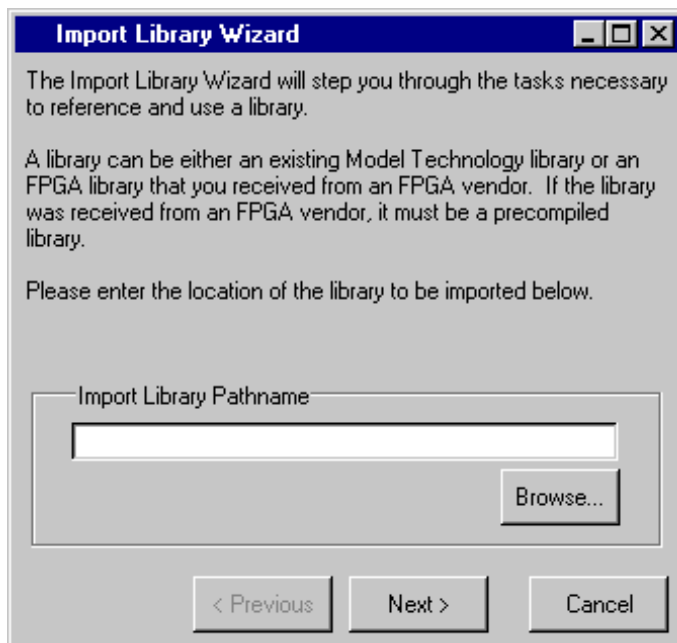 Import Library Wizard
The Import Library Wizard will step you through the tasks necessary
to reference and use a library.
A library can be either an existing Model Technology library or an
FPGA library that you received from an FPGA vendor.  If the library
was received from an FPGA vendor, it must be a precompiled
library.
Please enter the location of the library to be imported below.
Import Library Pathname
Browse...
< Previous
Next >
Cancel